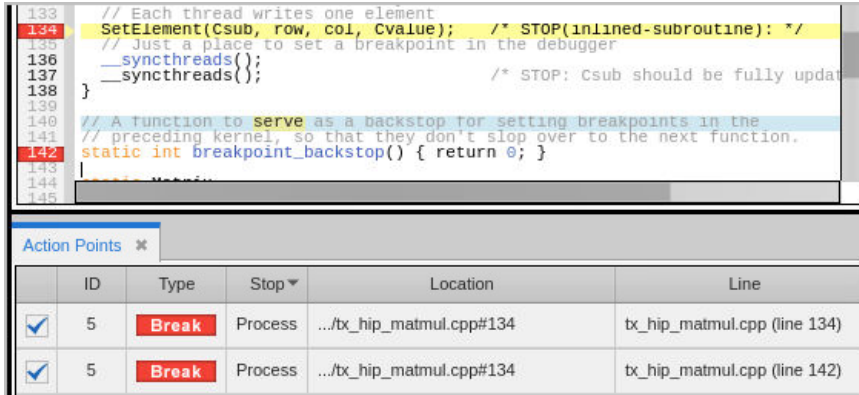 133 // Each thread writes one element
134 SetElement(Csub, row, col, Cvalue); /* STOP(inlined-subroutine): */
135 // Just a place to set a breakpoint in the debugger
136 __syncthreads();
137 __syncthreads(); /* STOP: Csub should be fully updat
138 }
139
140 // A function to serve as a backstop for setting breakpoints in the
141 // preceding kernel, so that they don't slop over to the next function.
142 static int breakpoint_backstop() { return 0; }
143
144 static Matrix
145
Action Points
ID Type Stop Location Line
5 Break Process .../tx_hip_matmul.cpp#134 tx_hip_matmul.cpp (line 134)
5 Break Process .../tx_hip_matmul.cpp#134 tx_hip_matmul.cpp (line 142)